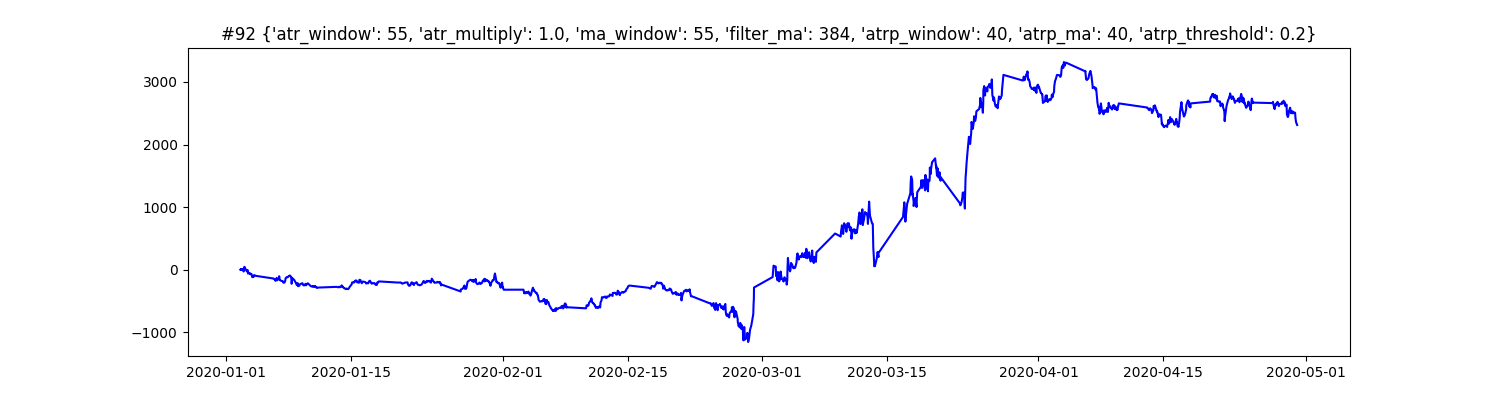 #92 {'atr_window': 55, 'atr_multiply': 1.0, 'ma_window': 55, 'filter_ma': 384, 'atrp_window': 40, 'atrp_ma': 40, 'atrp_threshold': 0.2}
3000
2000
1000
0
−1000
2020-01-01 2020-01-15 2020-02-01 2020-02-15 2020-03-01 2020-03-15 2020-04-01 2020-04-15 2020-05-01